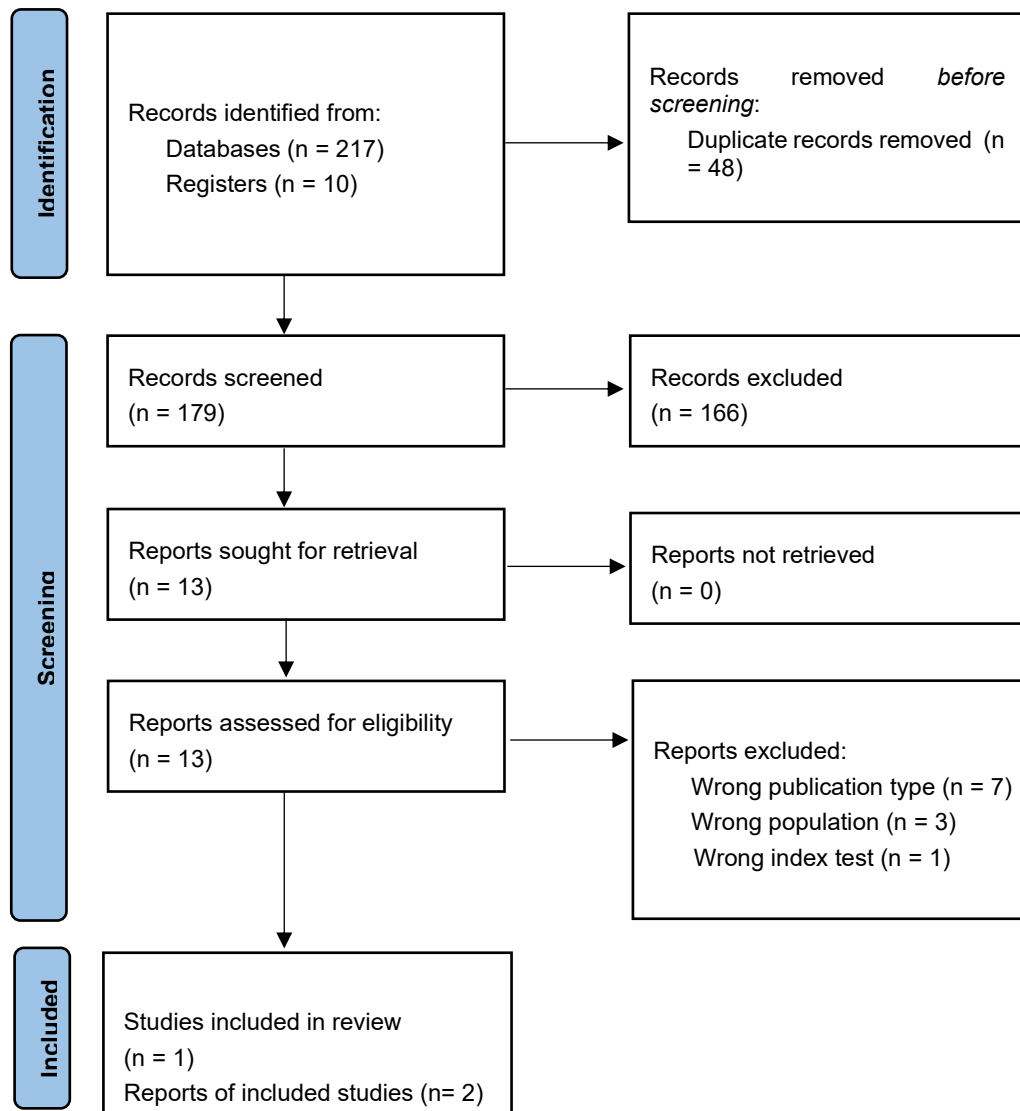 Identification
Records identified from:
Databases (n = 217)
Registers (n = 10)
Records removed before
screening:
Duplicate records removed (n
= 48)
Screening
Records screened
(n = 179)
Records excluded
(n = 166)
Reports sought for retrieval
(n = 13)
Reports not retrieved
(n = 0)
Reports assessed for eligibility
(n = 13)
Reports excluded:
Wrong publication type (n = 7)
Wrong population (n = 3)
Wrong index test (n = 1)
Included
Studies included in review
(n = 1)
Reports of included studies (n= 2)